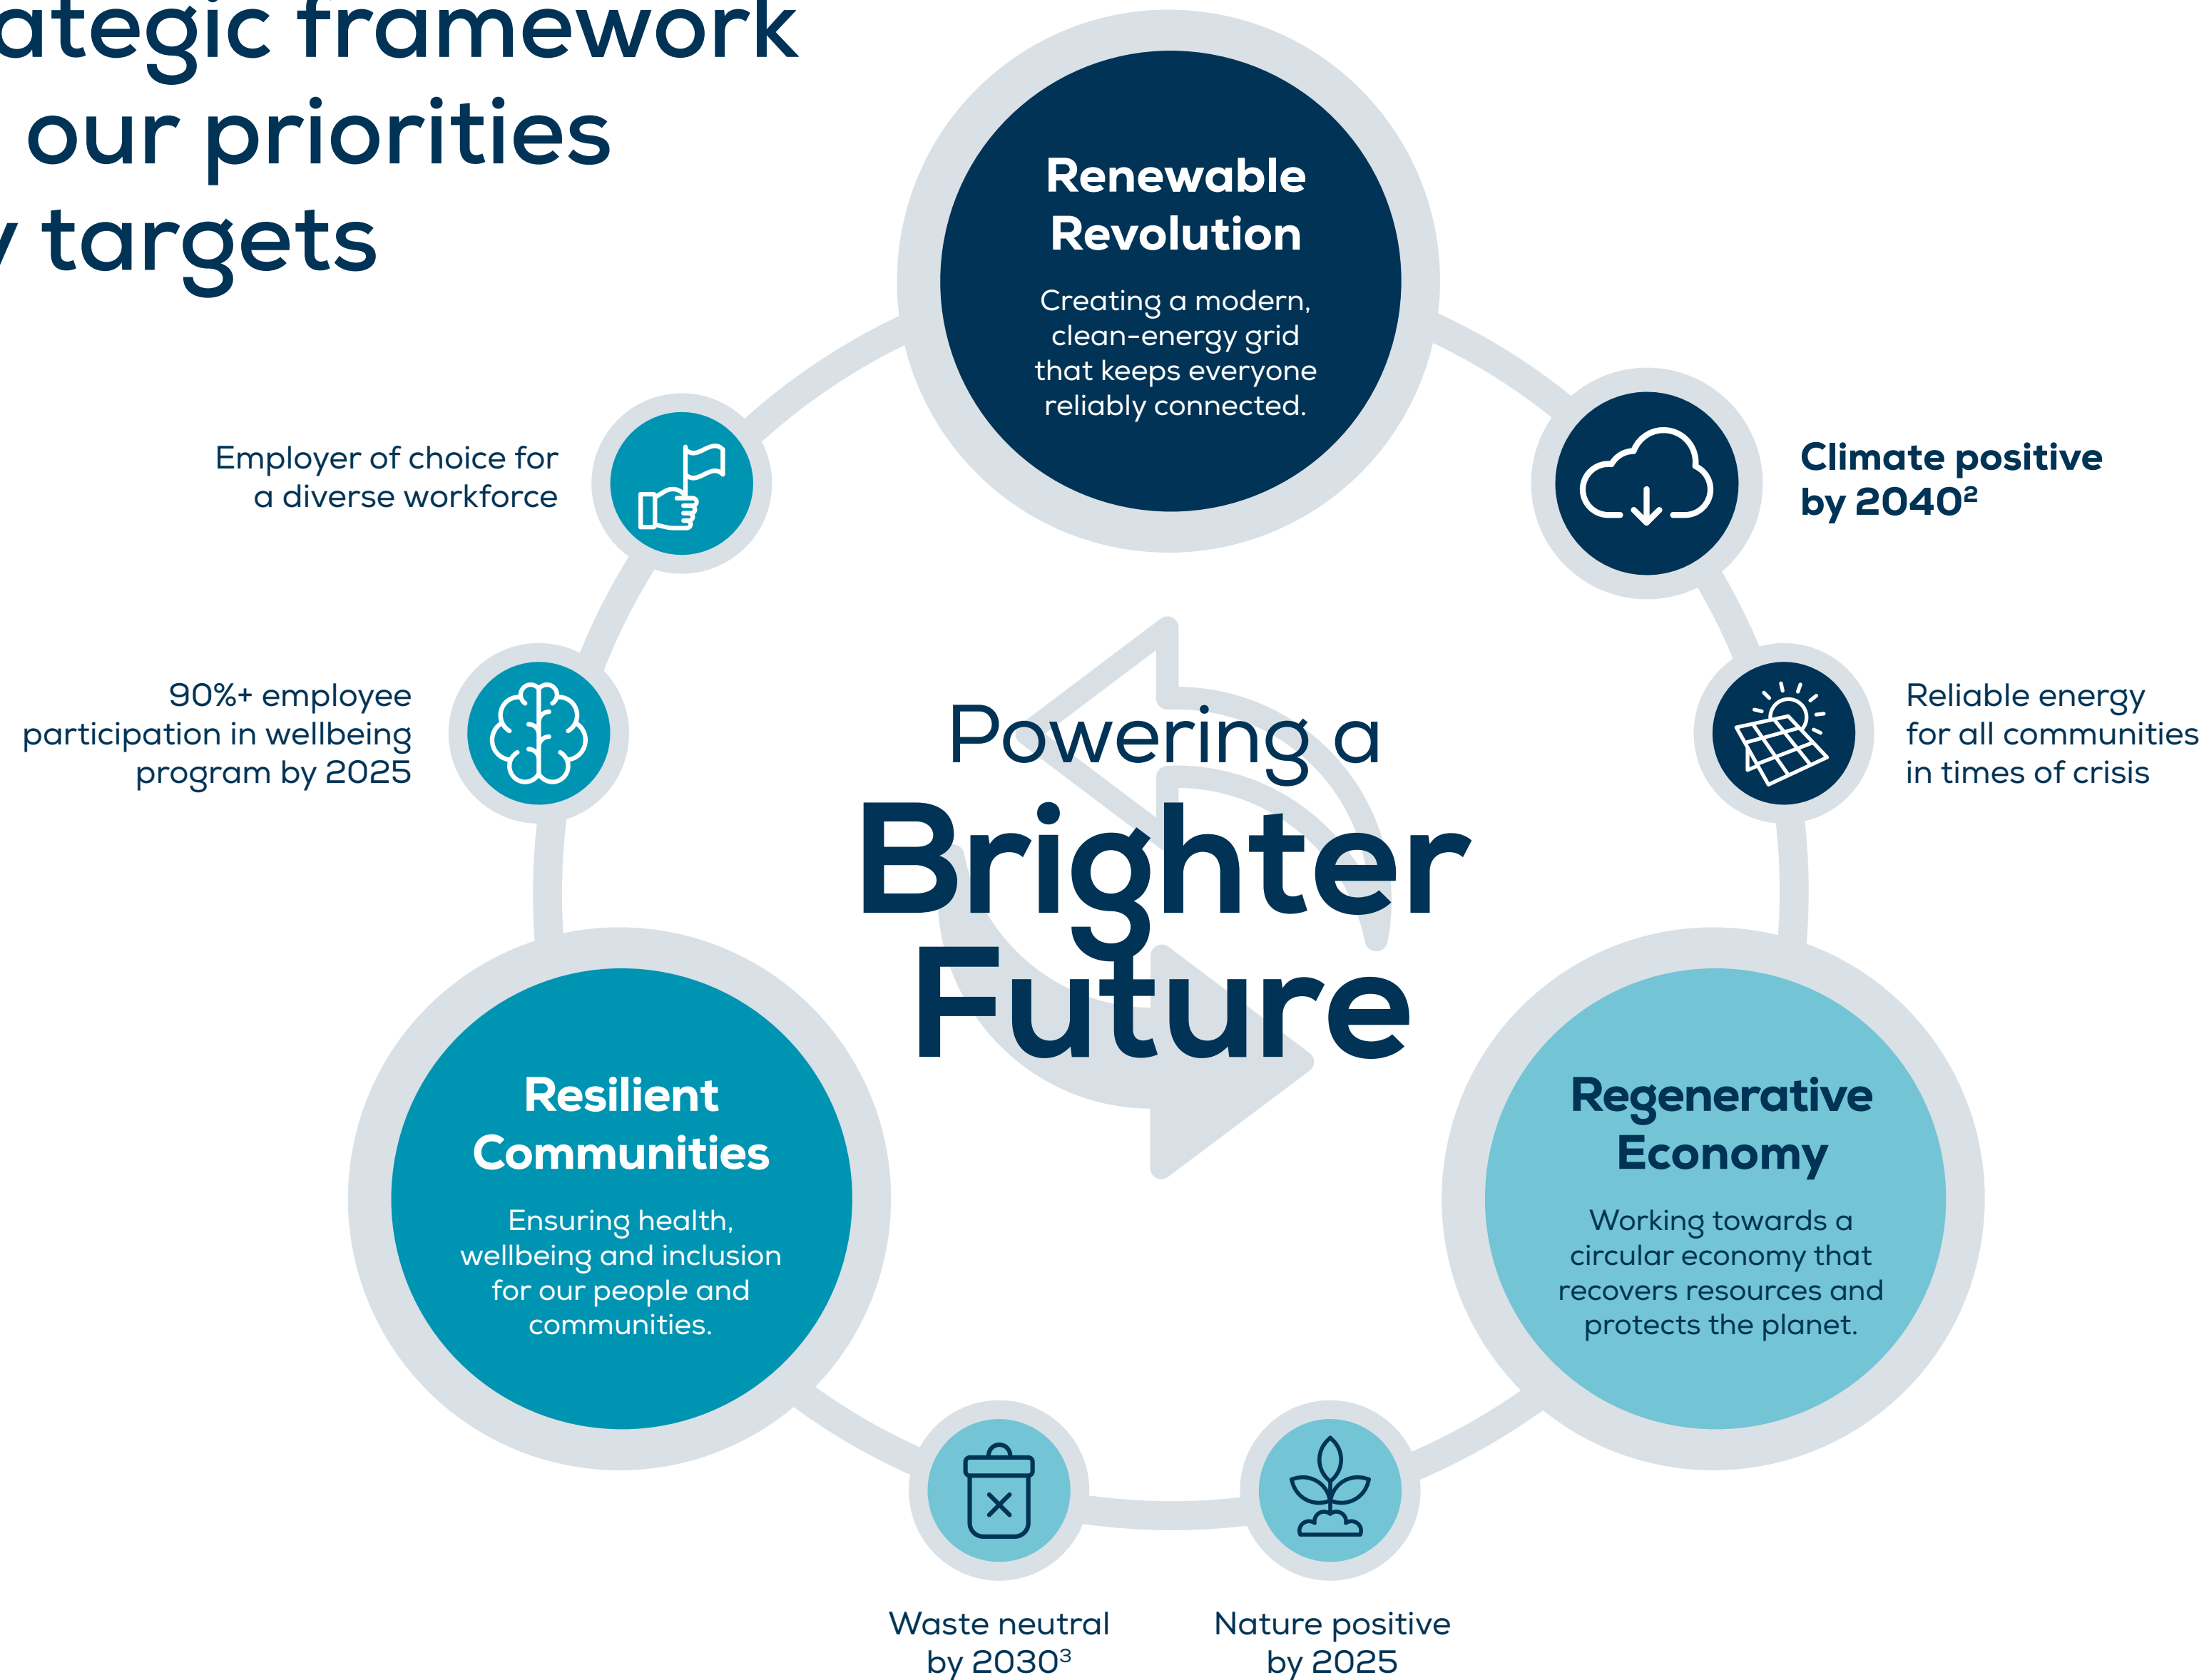 ategic framework
our priorities
y targets
Renewable
Revolution
Creating a modern,
clean-energy grid
that keeps everyone
reliably connected.
Employer of choice for
a diverse workforce
Climate positive
by 2040²
90%+ employee
participation in wellbeing
program by 2025
Reliable energy
for all communities
in times of crisis
Powering a
Brighter
Future
Resilient
Communities
Ensuring health,
wellbeing and inclusion
for our people and
communities.
Regenerative
Economy
Working towards a
circular economy that
recovers resources and
protects the planet.
Waste neutral
by 2030³
Nature positive
by 2025